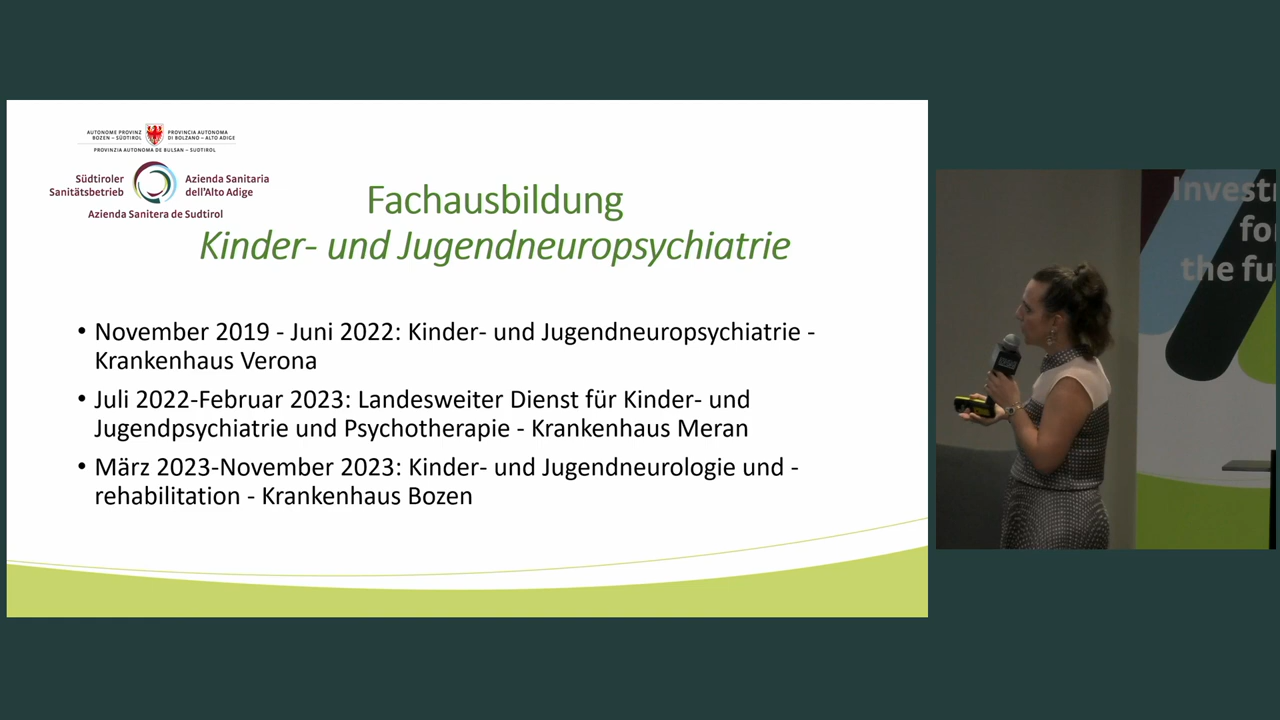 AUTONOME PROVINZ
BOZEN – SÜDTIROL
PROVINCIA AUTONOMA
DI BOLZANO – ALTO ADIGE
PROVINZIA AUTONOMA DE BULSAN – SUDTIROL
Südtiroler
Sanitätsbetrieb
Azienda Sanitaria
dell'Alto Adige
Azienda Sanitera de Sudtirol
Fachausbildung
Kinder- und Jugendneuropsychiatrie
• November 2019 - Juni 2022: Kinder- und Jugendneuropsychiatrie -
Krankenhaus Verona
• Juli 2022-Februar 2023: Landesweiter Dienst für Kinder- und
Jugendpsychiatrie und Psychotherapie - Krankenhaus Meran
• März 2023-November 2023: Kinder- und Jugendneurologie und -
rehabilitation - Krankenhaus Bozen
Invest
fo
the fu